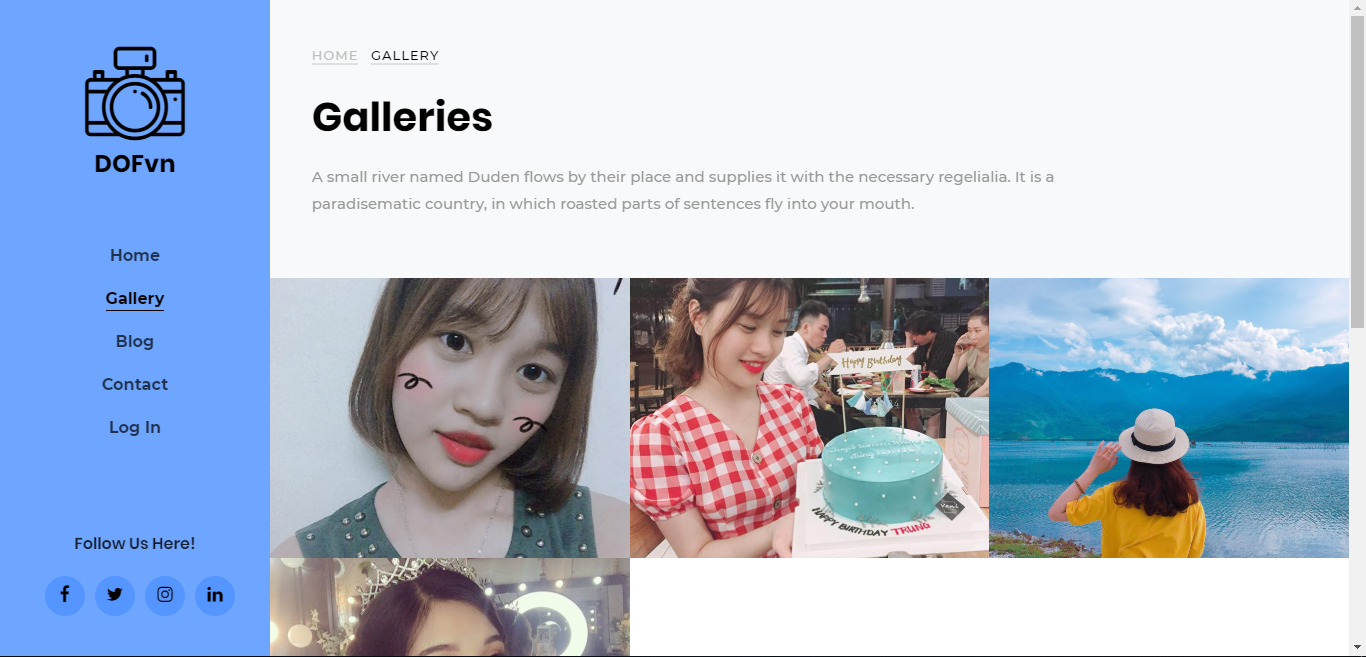 DOFvn
Home
Gallery
Blog
Contact
Log In
Follow Us Here!
HOME GALLERY
Galleries
A small river named Duden flows by their place and supplies it with the necessary regelialia. It is a
paradisematic country, in which roasted parts of sentences fly into your mouth.
Happy Birthday
HAPPY BIRTHDAY TRUNG